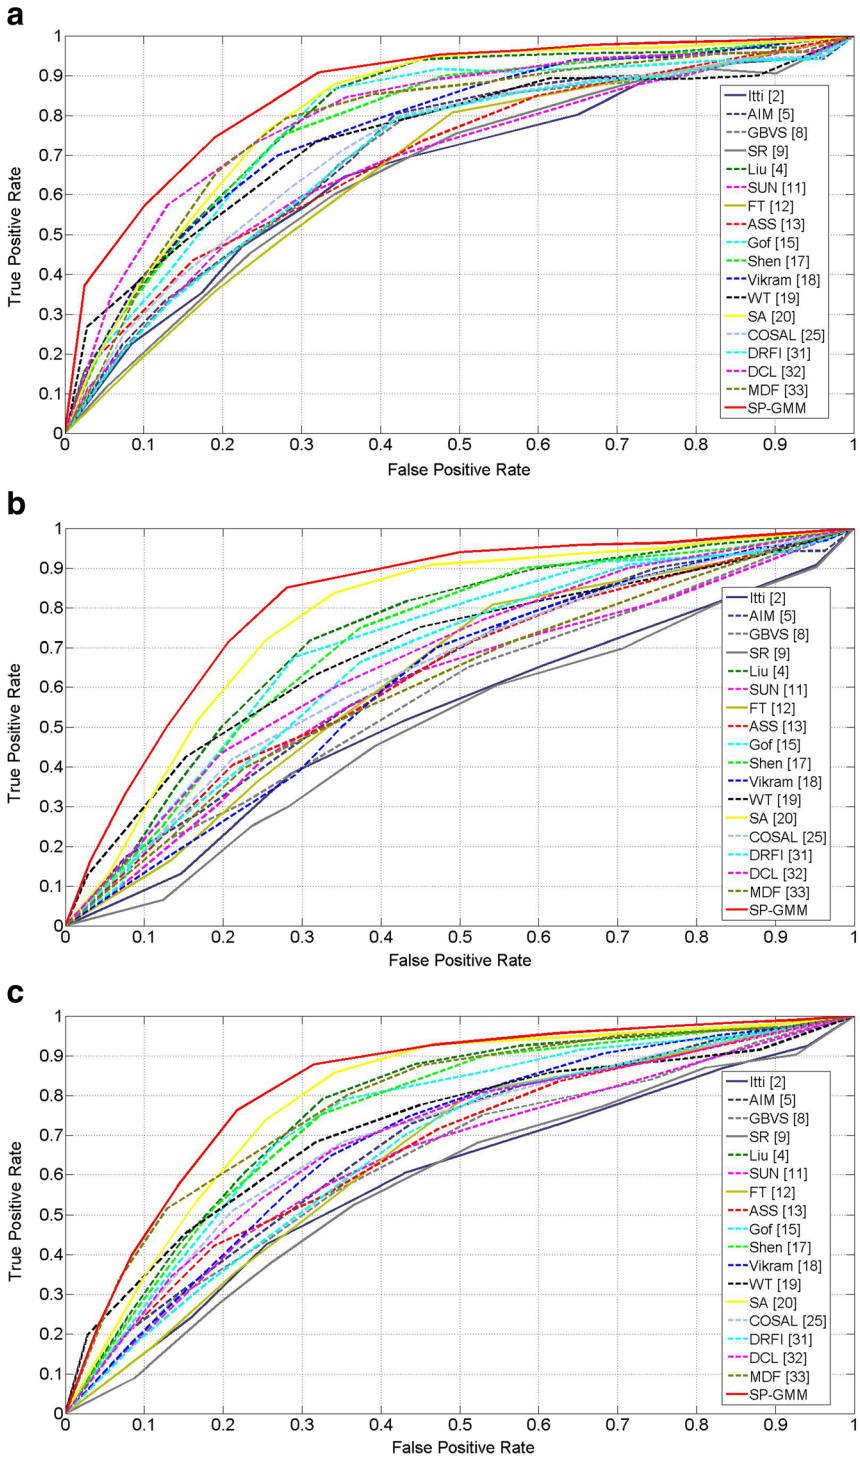 a
1
0.9
0.8
0.7
0.6
0.5
0.4
0.3
0.2
0.1
0
True Positive Rate
Itti [2]
AIM [5]
GBVS [8]
SR [9]
Liu [4]
SUN [11]
FT [12]
ASS [13]
Gof [15]
Shen [17]
Vikram [18]
WT [19]
SA [20]
COSAL [25]
DRFI [31]
DCL [32]
MDF [33]
SP-GMM
0 0.1 0.2 0.3 0.4 0.5 0.6 0.7 0.8 0.9 1
False Positive Rate
b
1
0.9
0.8
0.7
0.6
0.5
0.4
0.3
0.2
0.1
0
True Positive Rate
Itti [2]
AIM [5]
GBVS [8]
SR [9]
Liu [4]
SUN [11]
FT [12]
ASS [13]
Gof [15]
Shen [17]
Vikram [18]
WT [19]
SA [20]
COSAL [25]
DRFI [31]
DCL [32]
MDF [33]
SP-GMM
0 0.1 0.2 0.3 0.4 0.5 0.6 0.7 0.8 0.9 1
False Positive Rate
c
1
0.9
0.8
0.7
0.6
0.5
0.4
0.3
0.2
0.1
0
True Positive Rate
Itti [2]
AIM [5]
GBVS [8]
SR [9]
Liu [4]
SUN [11]
FT [12]
ASS [13]
Gof [15]
Shen [17]
Vikram [18]
WT [19]
SA [20]
COSAL [25]
DRFI [31]
DCL [32]
MDF [33]
SP-GMM
0 0.1 0.2 0.3 0.4 0.5 0.6 0.7 0.8 0.9 1
False Positive Rate